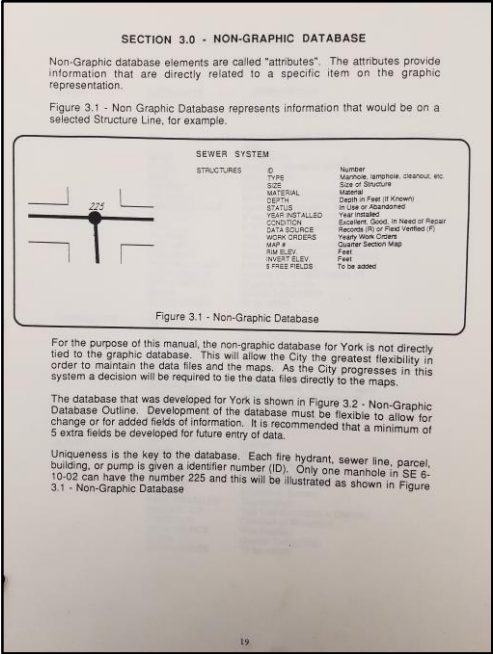 SECTION 3.0 - NON-GRAPHIC DATABASE
Non-Graphic database elements are called "attributes". The attributes provide
information that are directly related to a specific item on the graphic
representation.
Figure 3.1 - Non Graphic Database represents information that would be on a
selected Structure Line, for example.
SEWER SYSTEM
STRUCTURES ID Number
TYPE Manhole, lamphole, cleanout, etc.
SIZE Size of Structure
MATERIAL Material
DEPTH Depth in Feet (If Known)
STATUS In Use or Abandoned
YEAR INSTALLED Year Installed
CONDITION Excellent, Good, In Need of Repair
DATA SOURCE Records (R) or Field Verified (F)
WORK ORDERS Yearly Work Orders
MAP # Quarter Section Map
RIM ELEV. Feet
INVERT ELEV. Feet
5 FREE FIELDS To be added
225
Figure 3.1 - Non-Graphic Database
For the purpose of this manual, the non-graphic database for York is not directly
tied to the graphic database. This will allow the City the greatest flexibility in
order to maintain the data files and the maps. As the City progresses in this
system a decision will be required to tie the data files directly to the maps.
The database that was developed for York is shown in Figure 3.2 - Non-Graphic
Database Outline. Development of the database must be flexible to allow for
change or for added fields of information. It is recommended that a minimum of
5 extra fields be developed for future entry of data.
Uniqueness is the key to the database. Each fire hydrant, sewer line, parcel,
building, or pump is given a identifier number (ID). Only one manhole in SE 6-
10-02 can have the number 225 and this will be illustrated as shown in Figure
3.1 - Non-Graphic Database
19